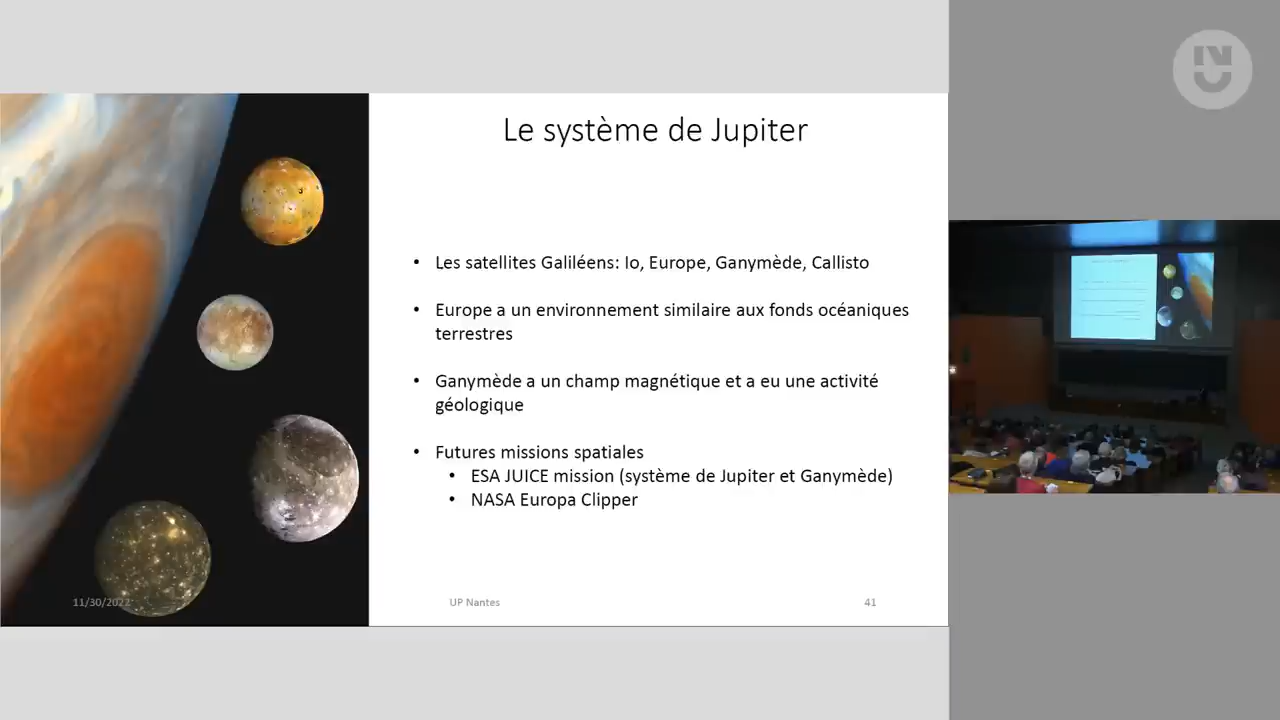 Le système de Jupiter
• Les satellites Galiléens: Io, Europe, Ganymède, Callisto
• Europe a un environnement similaire aux fonds océaniques
terrestres
• Ganymède a un champ magnétique et a eu une activité
géologique
• Futures missions spatiales
• ESA JUICE mission (système de Jupiter et Ganymède)
• NASA Europa Clipper
11/30/2022
UP Nantes
41